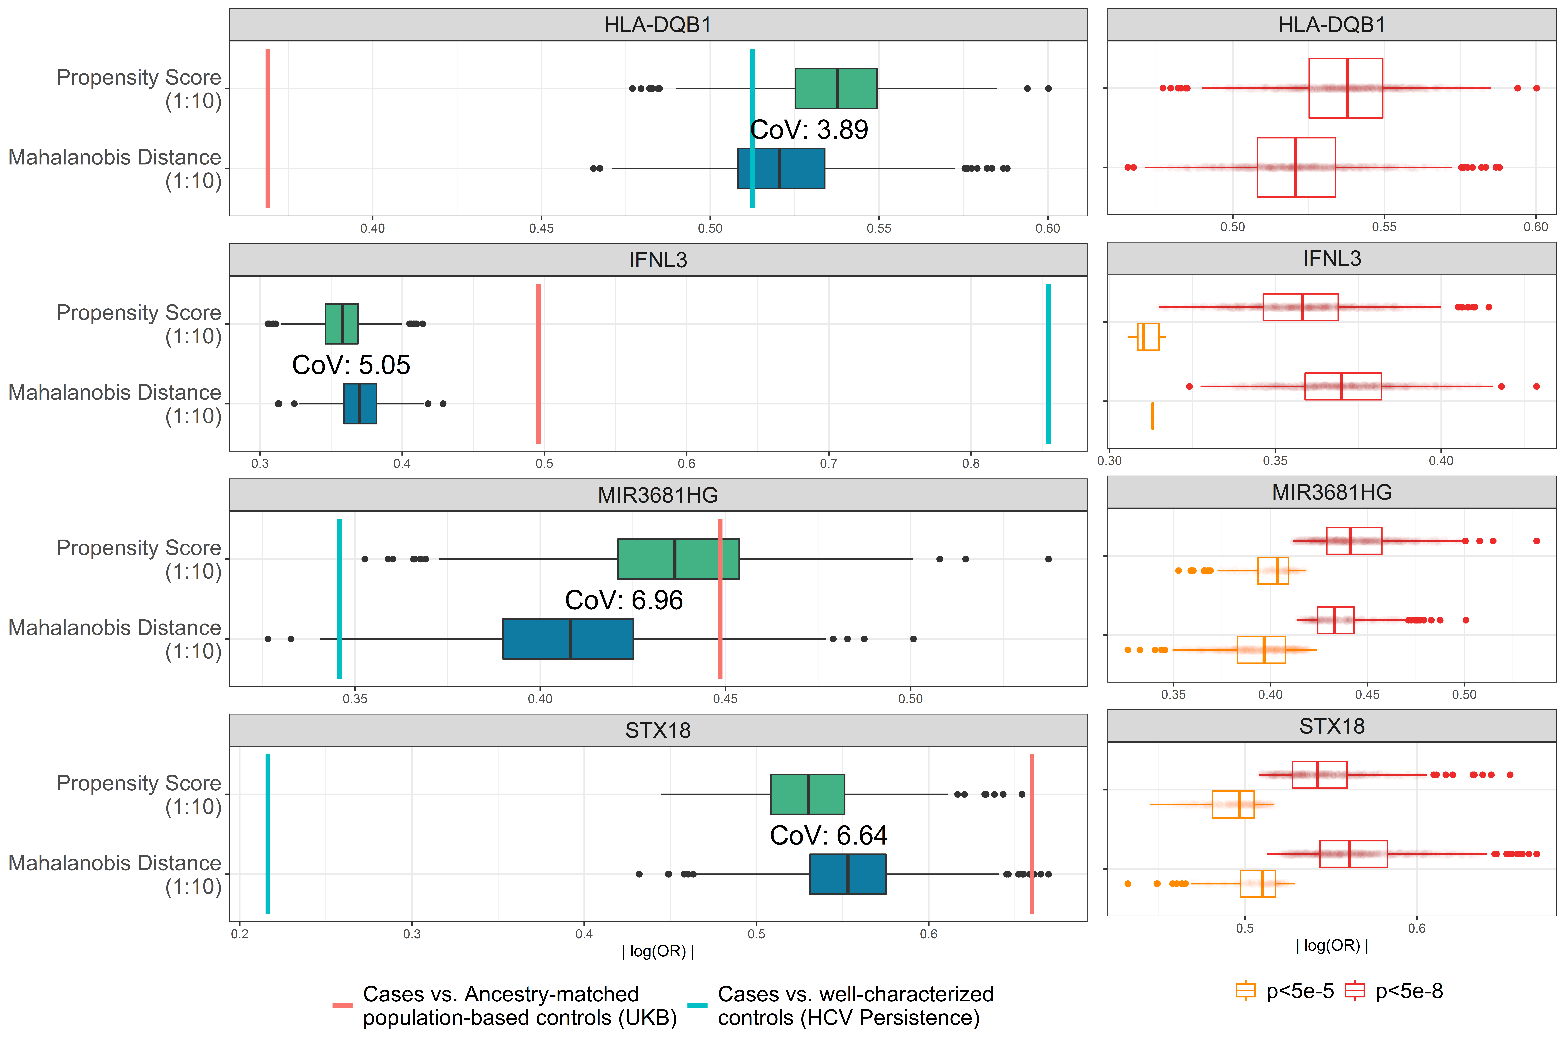 HLA-DQB1
Propensity Score
(1:10)
CoV: 3.89
Mahalanobis Distance
(1:10)
0.40 0.45 0.50 0.55 0.60
HLA-DQB1
0.50 0.55 0.60
IFNL3
Propensity Score
(1:10)
CoV: 5.05
Mahalanobis Distance
(1:10)
0.3 0.4 0.5 0.6 0.7 0.8
IFNL3
0.30 0.35 0.40
MIR3681HG
Propensity Score
(1:10)
CoV: 6.96
Mahalanobis Distance
(1:10)
0.35 0.40 0.45 0.50
MIR3681HG
0.35 0.40 0.45 0.50
STX18
Propensity Score
(1:10)
CoV: 6.64
Mahalanobis Distance
(1:10)
0.2 0.3 0.4 0.5 0.6
| log(OR) |
STX18
0.5 0.6
| log(OR) |
Cases vs. Ancestry-matched
population-based controls (UKB)
Cases vs. well-characterized
controls (HCV Persistence)
p<5e-5 p<5e-8